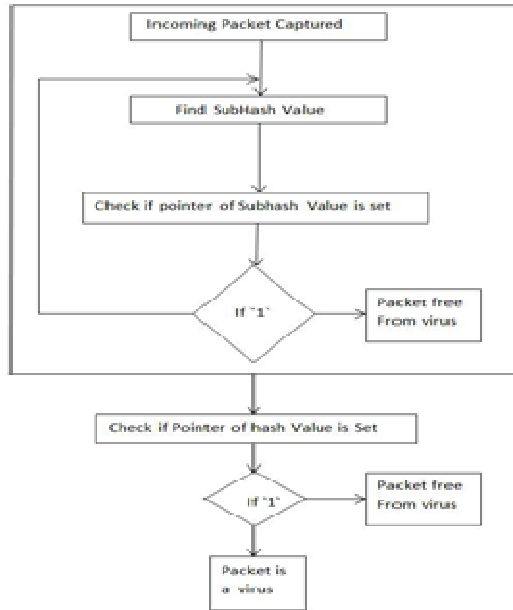 Incoming Packet Captured
Find SubHash Value
Check if pointer of Subhash Value is set
If `1`
Packet free
From virus
Check if Pointer of hash Value is Set
If `1`
Packet free
From virus
Packet is
a virus